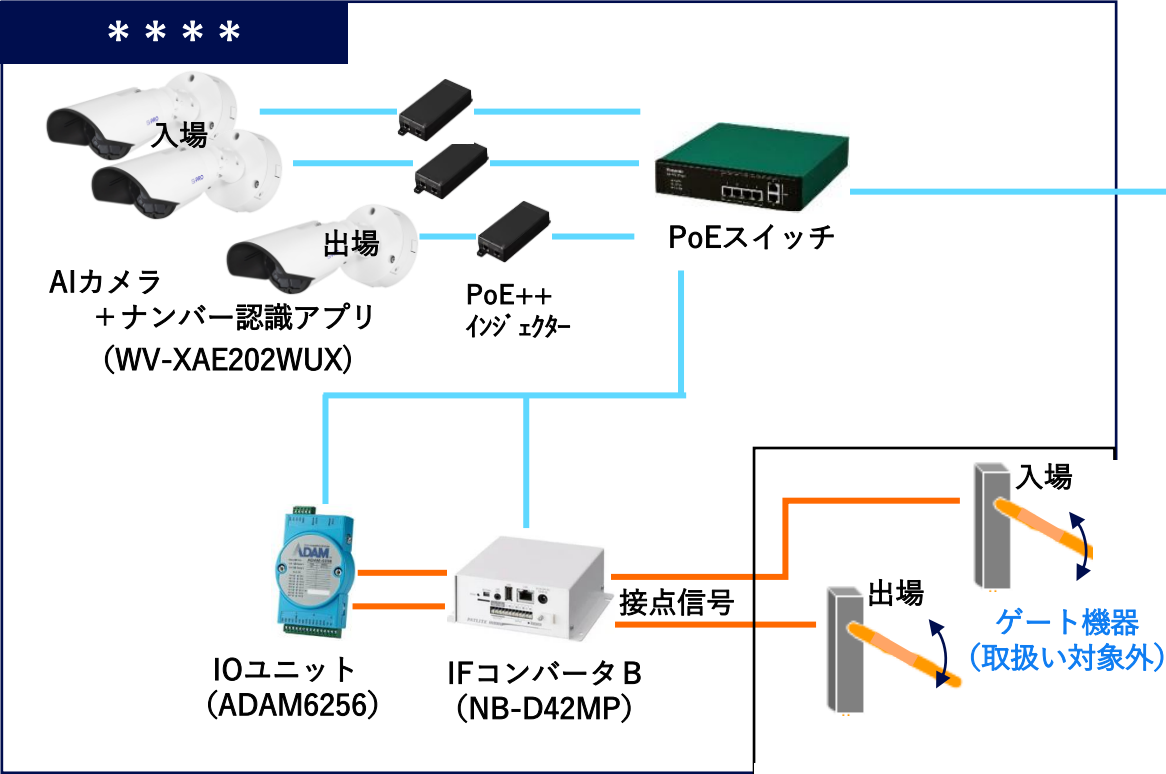 ＊＊＊＊
入場
出場
AIカメラ
＋ナンバー認識アプリ
(WV-XAE202WUX)
PoE++
ｲﾝｼﾞｪｸﾀｰ
PoEスイッチ
IOユニット
(ADAM6256)
IFコンバータB
(NB-D42MP)
接点信号
入場
出場
ゲート機器
(取扱い対象外)
ADAM